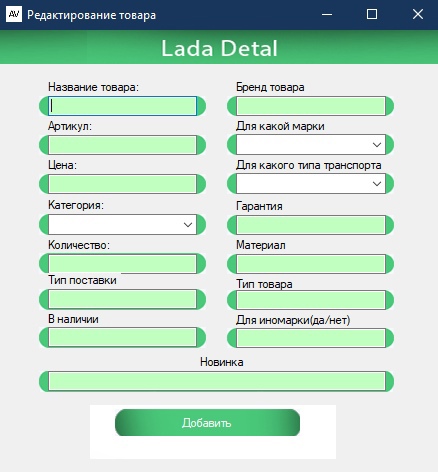 AV Редактирование товара
Lada Detal
Название товара:
Бренд товара
Артикул:
Для какой марки
Цена:
Для какого типа транспорта
Категория:
Гарантия
Количество:
Материал
Тип поставки
Тип товара
В наличии
Для иномарки(да/нет)
Новинка
Добавить